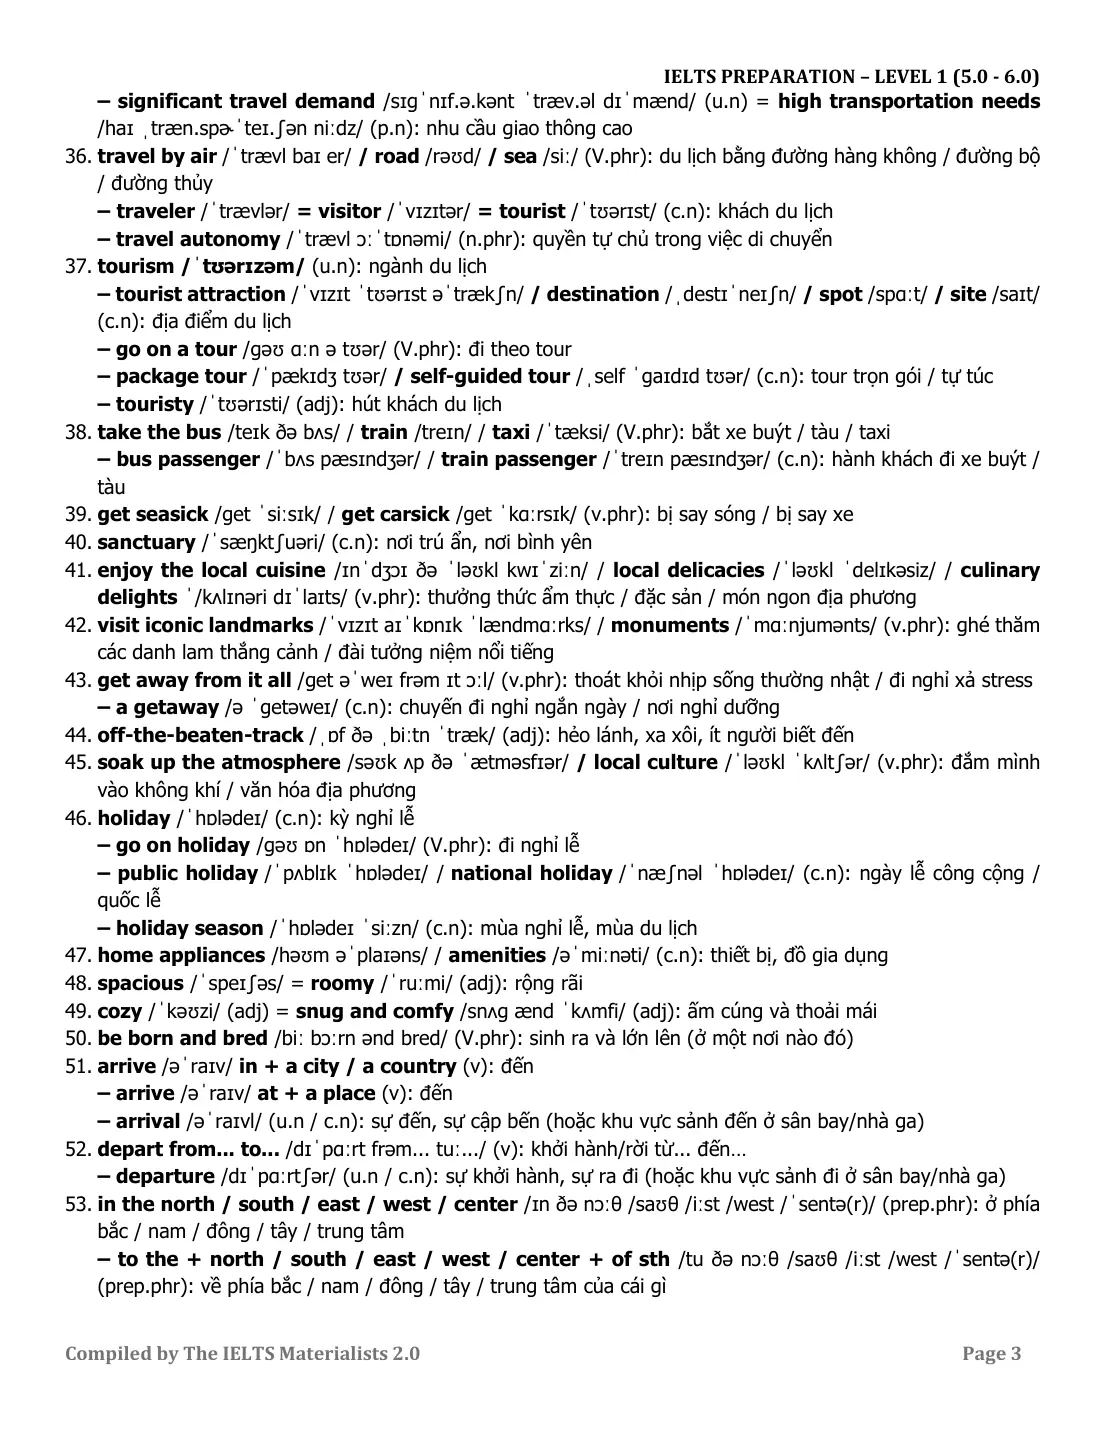 IELTS PREPARATION – LEVEL 1 (5.0 - 6.0)
– significant travel demand /sɪɡˈnɪf.ə.kənt ˈtræv.əl dɪˈmænd/ (u.n) = high transportation needs
/haɪ ˌtræn.spɚˈteɪ.ʃən niːdz/ (p.n): nhu cầu giao thông cao
36. travel by air /ˈtrævl baɪ er/ / road /rəʊd/ / sea /siː/ (V.phr): du lịch bằng đường hàng không / đường bộ
/ đường thủy
– traveler /ˈtrævlər/ = visitor /ˈvɪzɪtər/ = tourist /ˈtʊərɪst/ (c.n): khách du lịch
– travel autonomy /ˈtrævl ɔːˈtɒnəmi/ (n.phr): quyền tự chủ trong việc di chuyển
37. tourism /ˈtʊərɪzəm/ (u.n): ngành du lịch
– tourist attraction /ˈvɪzɪt ˈtʊərɪst əˈtrækʃn/ / destination /ˌdestɪˈneɪʃn/ / spot /spɑːt/ / site /saɪt/
(c.n): địa điểm du lịch
– go on a tour /ɡəʊ ɑːn ə tʊər/ (V.phr): đi theo tour
– package tour /ˈpækɪdʒ tʊər/ / self-guided tour /ˌself ˈɡaɪdɪd tʊər/ (c.n): tour trọn gói / tự túc
– touristy /ˈtʊərɪsti/ (adj): hút khách du lịch
38. take the bus /teɪk ðə bʌs/ / train /treɪn/ / taxi /ˈtæksi/ (V.phr): bắt xe buýt / tàu / taxi
– bus passenger /ˈbʌs pæsɪndʒər/ / train passenger /ˈtreɪn pæsɪndʒər/ (c.n): hành khách đi xe buýt /
tàu
39. get seasick /ɡet ˈsiːsɪk/ / get carsick /ɡet ˈkɑːrsɪk/ (v.phr): bị say sóng / bị say xe
40. sanctuary /ˈsæŋktʃuəri/ (c.n): nơi trú ẩn, nơi bình yên
41. enjoy the local cuisine /ɪnˈdʒɔɪ ðə ˈləʊkl kwɪˈziːn/ / local delicacies /ˈləʊkl ˈdelɪkəsiz/ / culinary
delights ˈ/kʌlɪnəri dɪˈlaɪts/ (v.phr): thưởng thức ẩm thực / đặc sản / món ngon địa phương
42. visit iconic landmarks /ˈvɪzɪt aɪˈkɒnɪk ˈlændmɑːrks/ / monuments /ˈmɑːnjumənts/ (v.phr): ghé thăm
các danh lam thắng cảnh / đài tưởng niệm nổi tiếng
43. get away from it all /ɡet əˈweɪ frəm ɪt ɔːl/ (v.phr): thoát khỏi nhịp sống thường nhật / đi nghỉ xả stress
– a getaway /ə ˈɡetəweɪ/ (c.n): chuyến đi nghỉ ngắn ngày / nơi nghỉ dưỡng
44. off-the-beaten-track /ˌɒf ðə ˌbiːtn ˈtræk/ (adj): hẻo lánh, xa xôi, ít người biết đến
45. soak up the atmosphere /səʊk ʌp ðə ˈætməsfɪər/ / local culture /ˈləʊkl ˈkʌltʃər/ (v.phr): đắm mình
vào không khí / văn hóa địa phương
46. holiday /ˈhɒlədeɪ/ (c.n): kỳ nghỉ lễ
– go on holiday /ɡəʊ ɒn ˈhɒlədeɪ/ (V.phr): đi nghỉ lễ
– public holiday /ˈpʌblɪk ˈhɒlədeɪ/ / national holiday /ˈnæʃnəl ˈhɒlədeɪ/ (c.n): ngày lễ công cộng /
quốc lễ
– holiday season /ˈhɒlədeɪ ˈsiːzn/ (c.n): mùa nghỉ lễ, mùa du lịch
47. home appliances /həʊm əˈplaɪəns/ / amenities /əˈmiːnəti/ (c.n): thiết bị, đồ gia dụng
48. spacious /ˈspeɪʃəs/ = roomy /ˈruːmi/ (adj): rộng rãi
49. cozy /ˈkəʊzi/ (adj) = snug and comfy /snʌɡ ænd ˈkʌmfi/ (adj): ấm cúng và thoải mái
50. be born and bred /biː bɔːrn ənd bred/ (V.phr): sinh ra và lớn lên (ở một nơi nào đó)
51. arrive /əˈraɪv/ in + a city / a country (v): đến
– arrive /əˈraɪv/ at + a place (v): đến
– arrival /əˈraɪvl/ (u.n / c.n): sự đến, sự cập bến (hoặc khu vực sảnh đến ở sân bay/nhà ga)
52. depart from... to... /dɪˈpɑːrt frəm... tuː.../ (v): khởi hành/rời từ... đến…
– departure /dɪˈpɑːrtʃər/ (u.n / c.n): sự khởi hành, sự ra đi (hoặc khu vực sảnh đi ở sân bay/nhà ga)
53. in the north / south / east / west / center /ɪn ðə nɔːθ /saʊθ /iːst /west /ˈsentə(r)/ (prep.phr): ở phía
bắc / nam / đông / tây / trung tâm
– to the + north / south / east / west / center + of sth /tu ðə nɔːθ /saʊθ /iːst /west /ˈsentə(r)/
(prep.phr): về phía bắc / nam / đông / tây / trung tâm của cái gì
Compiled by The IELTS Materialists 2.0 Page 3